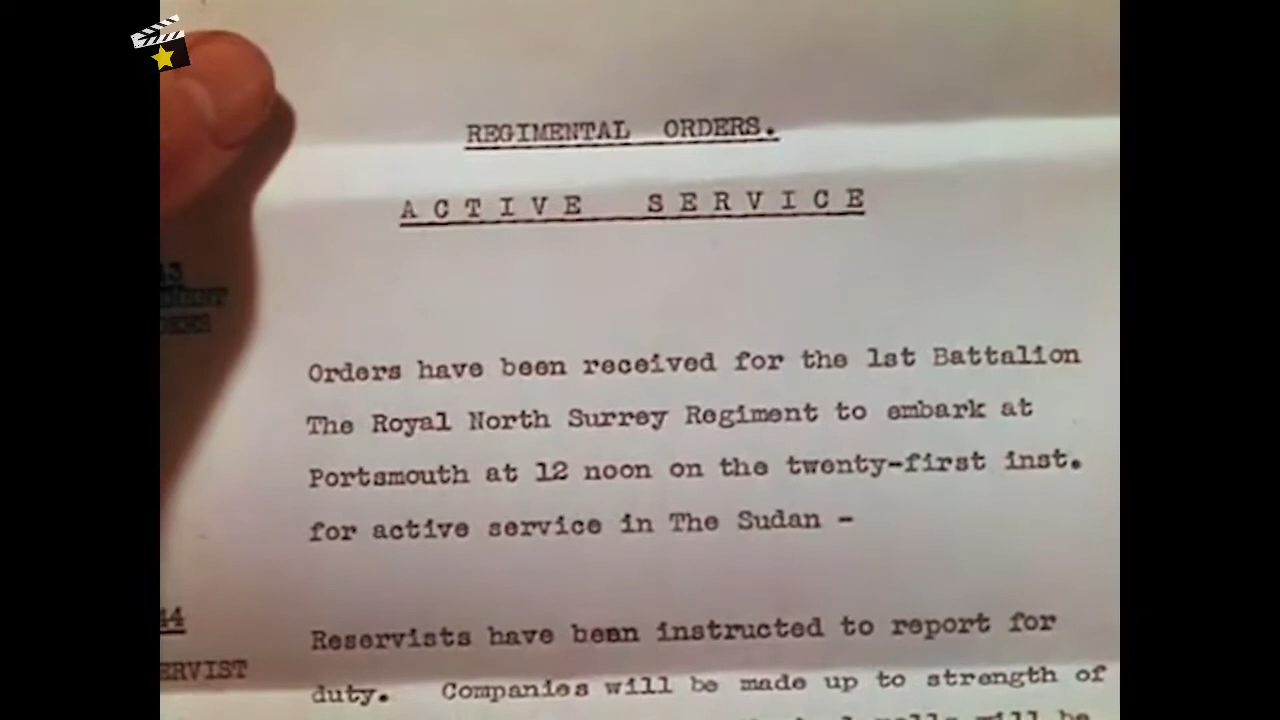 REGIMENTAL ORDERS.
ACTIVE SERVICE
Orders have been received for the 1st Battalion
The Royal North Surrey Regiment to embark at
Portsmouth at 12 noon on the twenty-first inst.
for active service in The Sudan -
44
ERVIST
Reservists have been instructed to report for
duty. Companies will be made up to strength of
will be